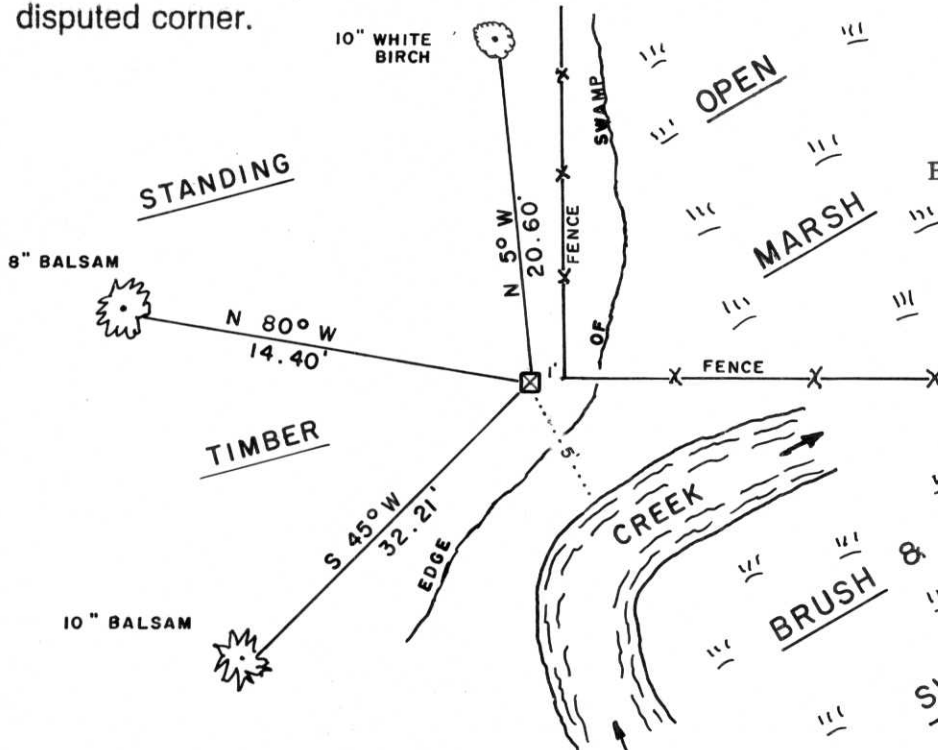 disputed corner.
10" WHITE
BIRCH
OPEN
SWAMP
STANDING
MARSH
8" BALSAM
N 5° W
20.60'
FENCE
N 80° W
14.40'
OF
FENCE
1'
TIMBER
5'
S 45° W
32.21'
CREEK
EDGE
10" BALSAM
BRUSH &